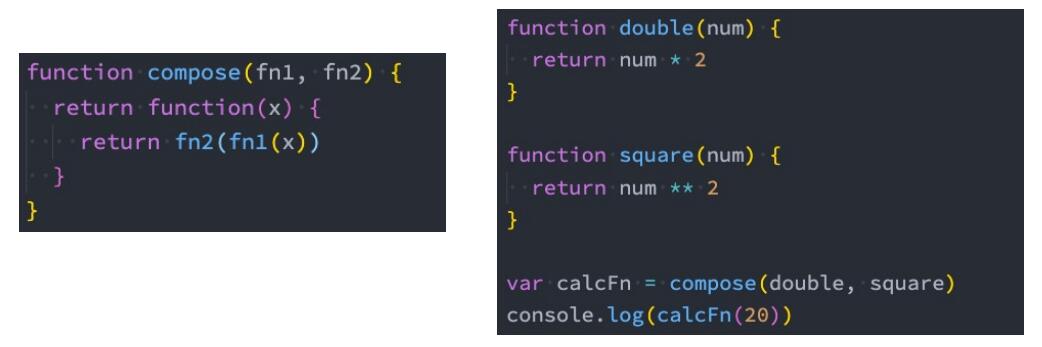 function compose(fn1, fn2) {
  return function(x) {
    return fn2(fn1(x))
  }
}
function double(num) {
  return num * 2
}
function square(num) {
  return num ** 2
}
var calcFn = compose(double, square)
console.log(calcFn(20))